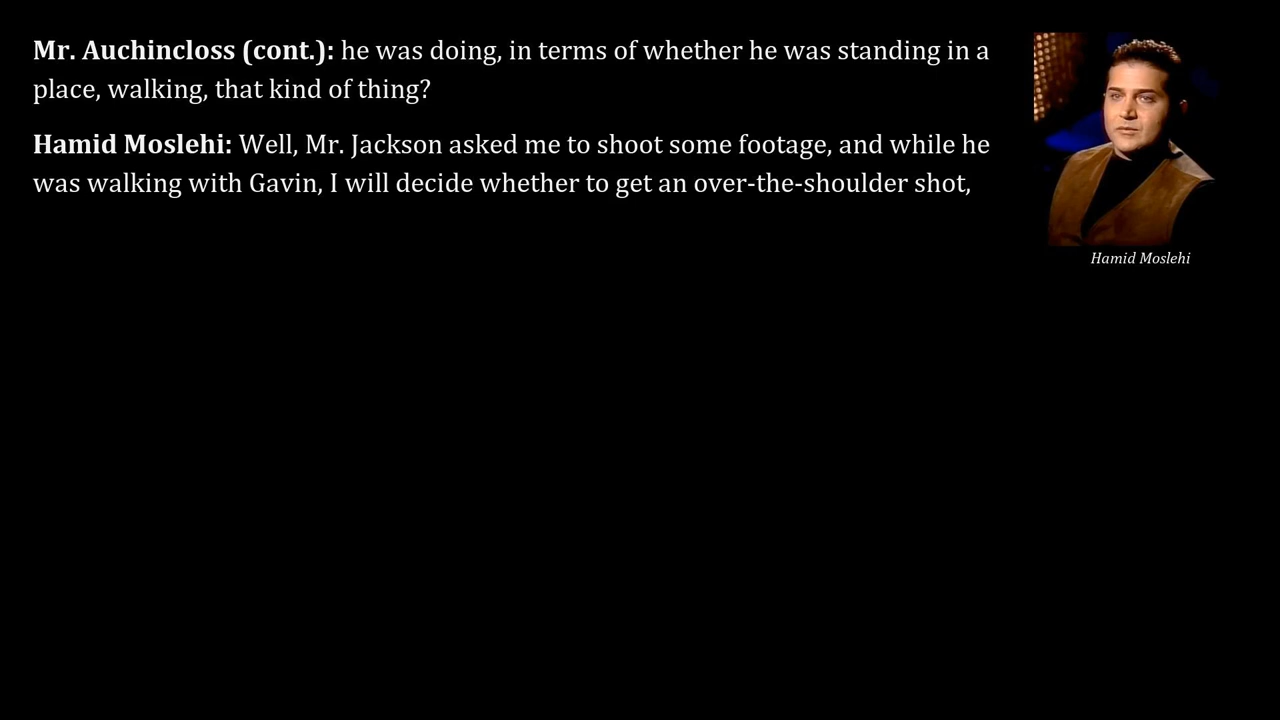 Mr. Auchincloss (cont.): he was doing, in terms of whether he was standing in a
place, walking, that kind of thing?
Hamid Moslehi: Well, Mr. Jackson asked me to shoot some footage, and while he
was walking with Gavin, I will decide whether to get an over-the-shoulder shot,
Hamid Moslehi